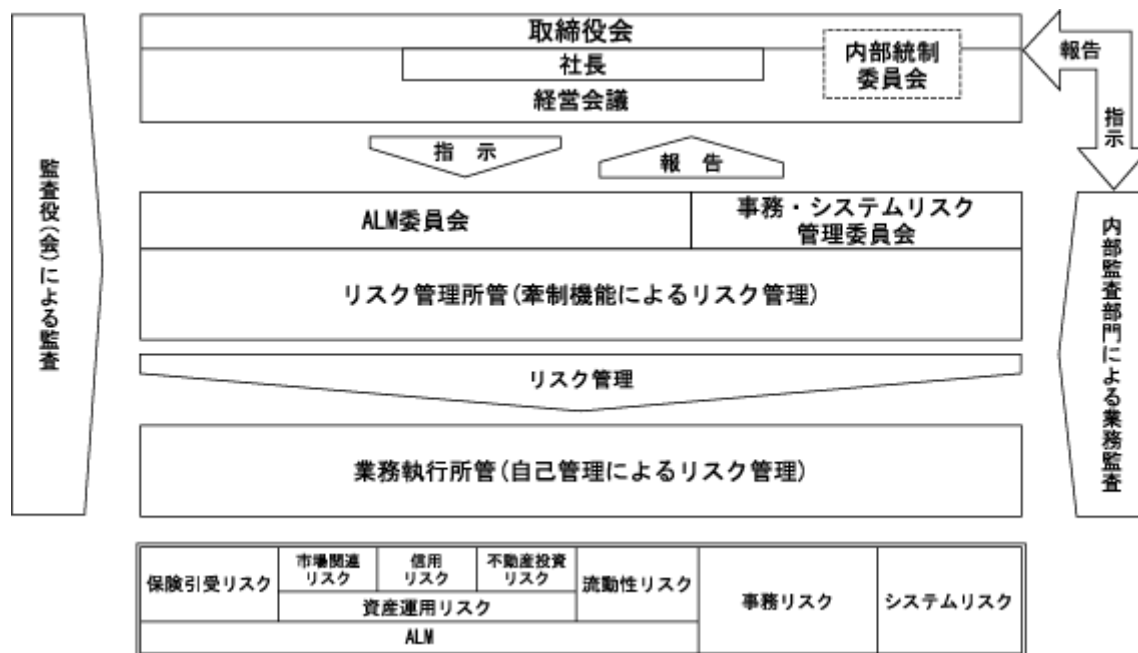 取締役会
社長
経営会議
内部統制
委員会
報告
指示
指　示
報　告
監査役(会)による監査
ALM委員会
事務・システムリスク
管理委員会
リスク管理所管(牽制機能によるリスク管理)
リスク管理
業務執行所管(自己管理によるリスク管理)
内部監査部門による業務監査
保険引受リスク
市場関連
リスク
信用
リスク
不動産投資
リスク
資産運用リスク
流動性リスク
ALM
事務リスク
システムリスク